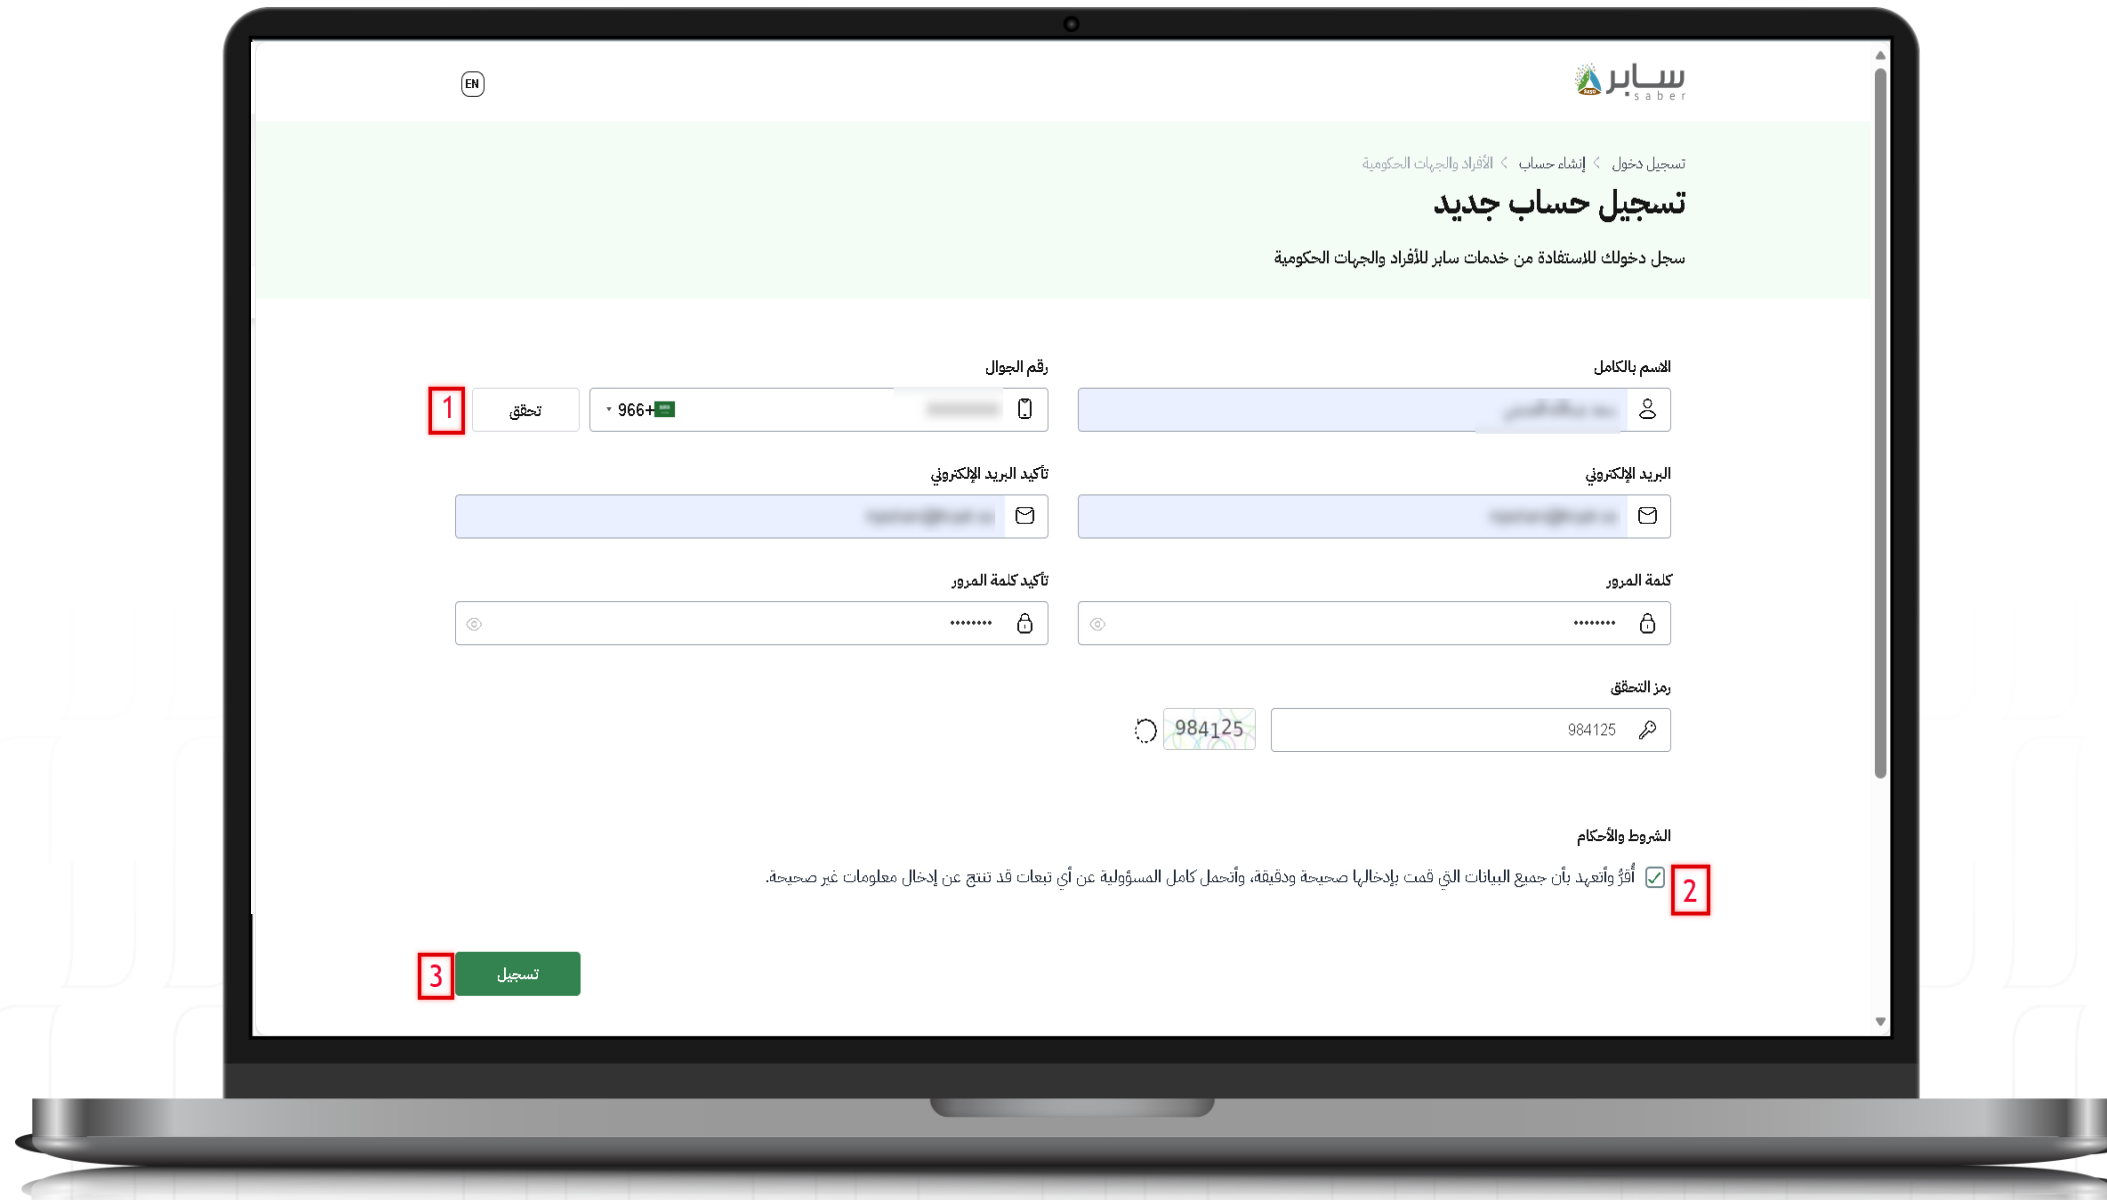 سابر
saber
SASO
EN
تسجيل دخول > إنشاء حساب > الأفراد والجهات الحكومية
تسجيل حساب جديد
سجل دخولك للاستفادة من خدمات سابر للأفراد والجهات الحكومية
الاسم بالكامل
رقم الجوال
+966
تحقق
1
البريد الإلكتروني
تأكيد البريد الإلكتروني
كلمة المرور
تأكيد كلمة المرور
••••••••
••••••••
رمز التحقق
984125
984125
الشروط والأحكام
أُقرُّ وأتعهد بأن جميع البيانات التي قمت بإدخالها صحيحة ودقيقة، وأتحمل كامل المسؤولية عن أي تبعات قد تنتج عن إدخال معلومات غير صحيحة.
2
تسجيل
3